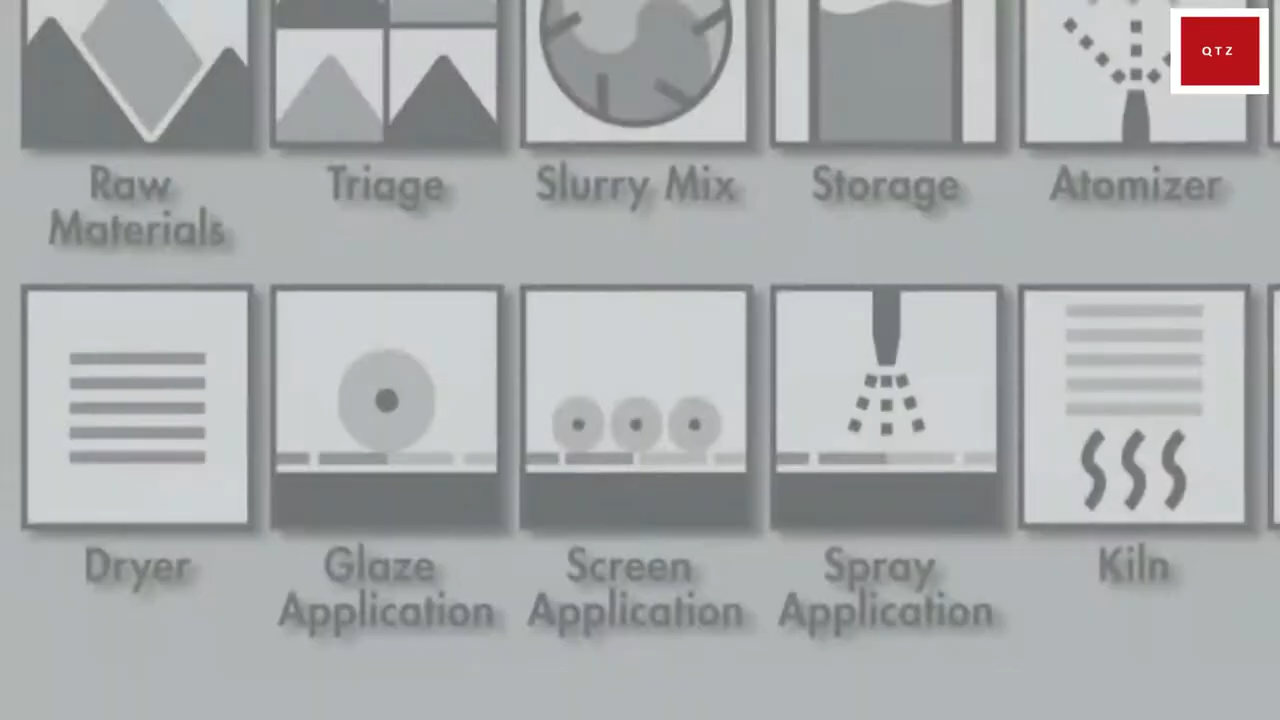 QTZ
Raw
Materials
Triage
Slurry Mix
Storage
Atomizer
Dryer
Glaze
Application
Screen
Application
Spray
Application
Kiln